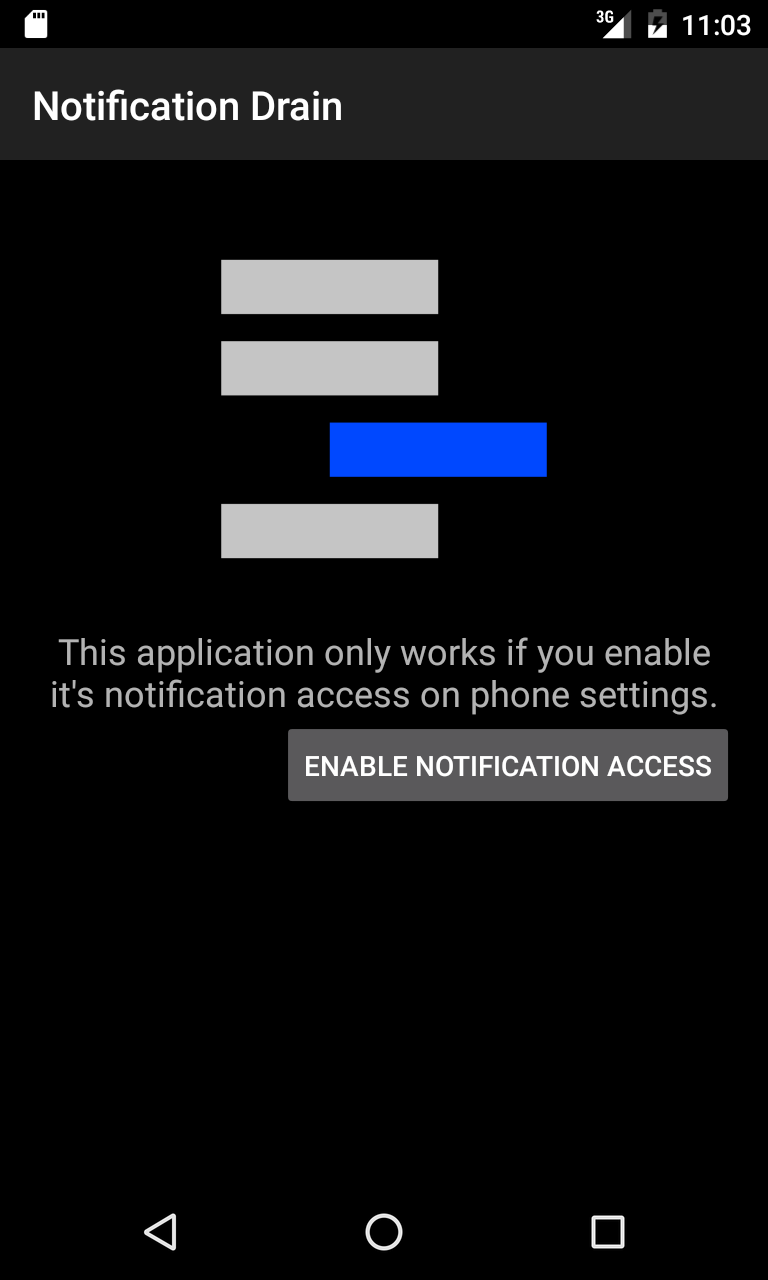 3G 11:03
Notification Drain
This application only works if you enable
it's notification access on phone settings.
ENABLE NOTIFICATION ACCESS